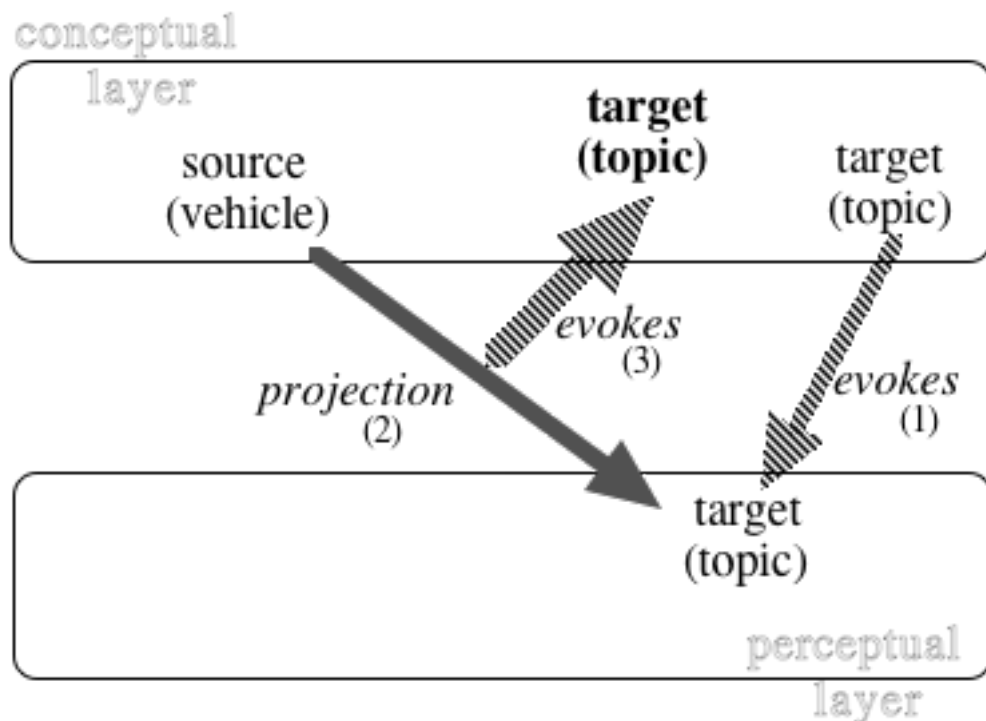 conceptual
layer
target
(topic)
source
(vehicle)
target
(topic)
evokes
(3)
projection
(2)
evokes
(1)
target
(topic)
perceptual
layer